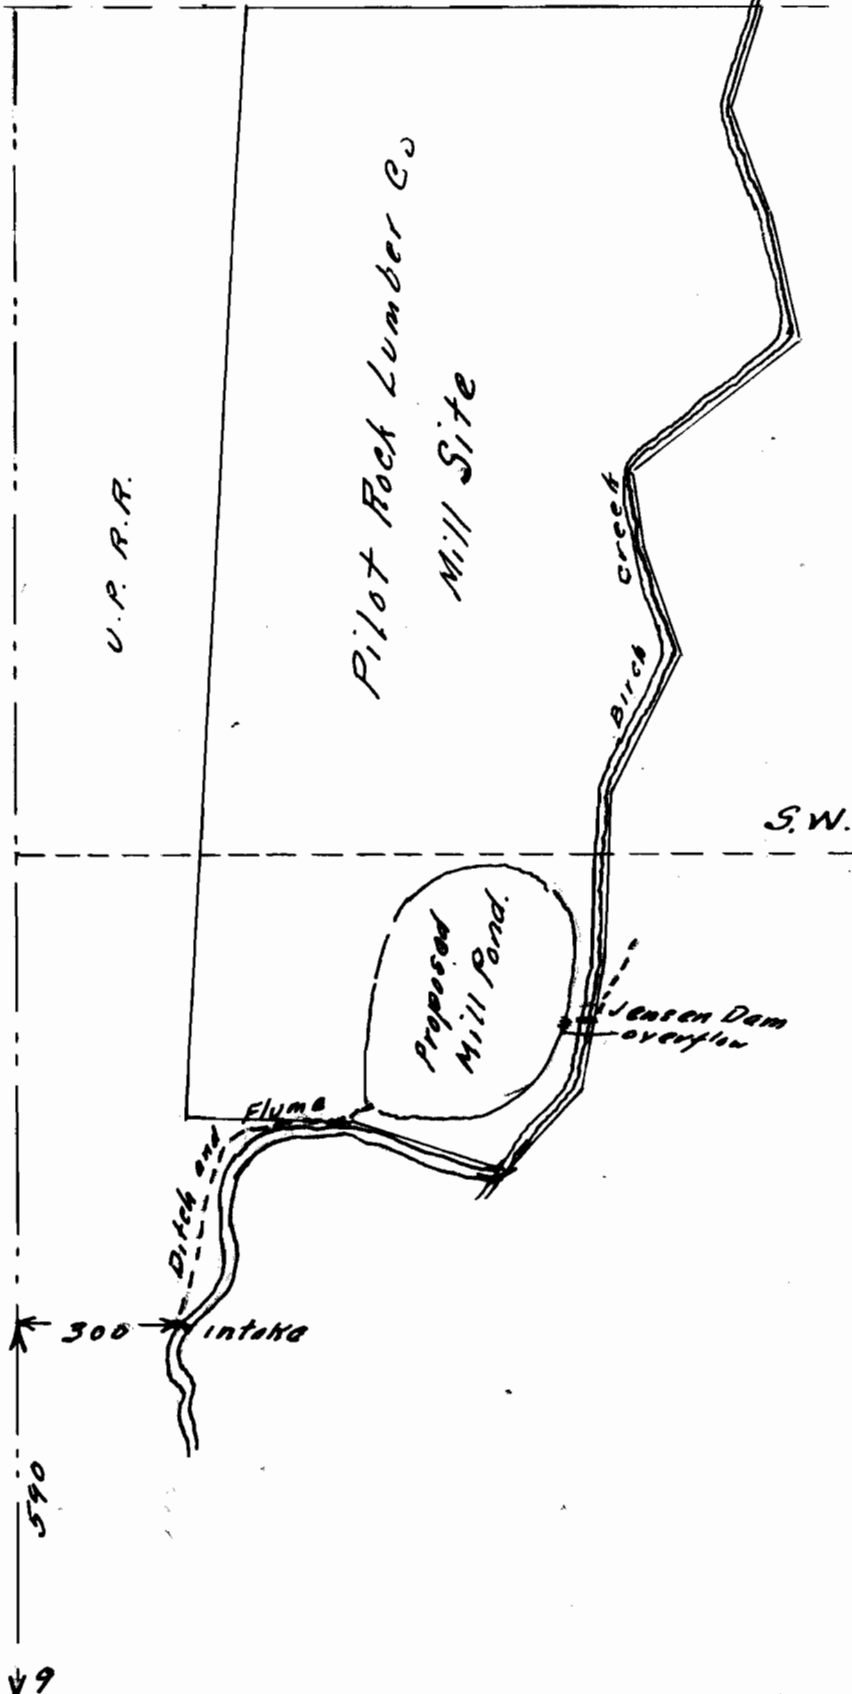 Pilot Rock Lumber Co
Mill Site
U.P. R.R.
Birch Creek
S.W.
Proposed
Mill Pond.
Jensen Dam
overflow
Ditch and Flume
300
intake
590
9